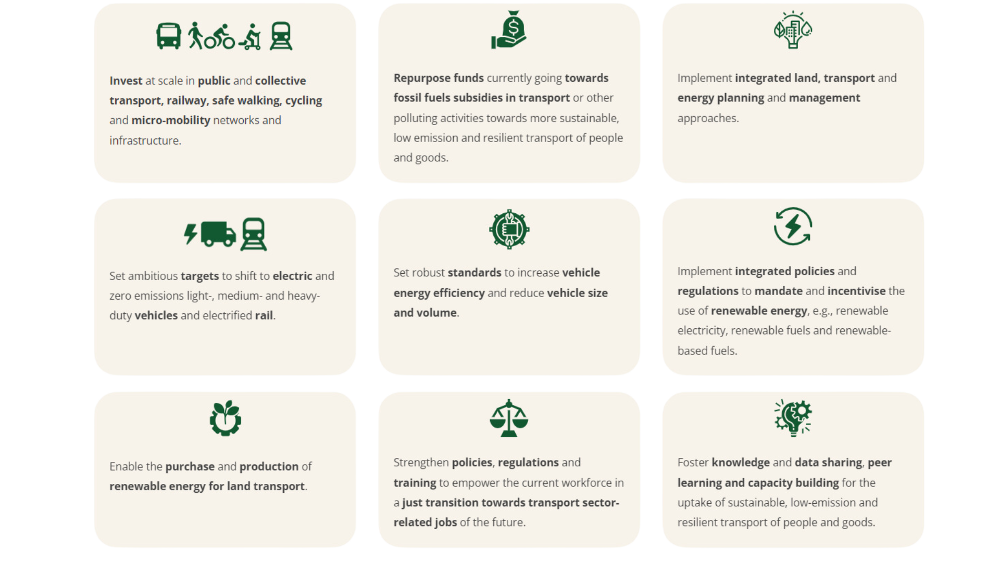 Invest at scale in public and collective
transport, railway, safe walking, cycling
and micro-mobility networks and
infrastructure.
Repurpose funds currently going towards
fossil fuels subsidies in transport or other
polluting activities towards more sustainable,
low emission and resilient transport of people
and goods.
Implement integrated land, transport and
energy planning and management
approaches.
Set ambitious targets to shift to electric and
zero emissions light-, medium- and heavy-
duty vehicles and electrified rail.
Set robust standards to increase vehicle
energy efficiency and reduce vehicle size
and volume.
Implement integrated policies and
regulations to mandate and incentivise the
use of renewable energy, e.g., renewable
electricity, renewable fuels and renewable-
based fuels.
Enable the purchase and production of
renewable energy for land transport.
Strengthen policies, regulations and
training to empower the current workforce in
a just transition towards transport sector-
related jobs of the future.
Foster knowledge and data sharing, peer
learning and capacity building for the
uptake of sustainable, low-emission and
resilient transport of people and goods.